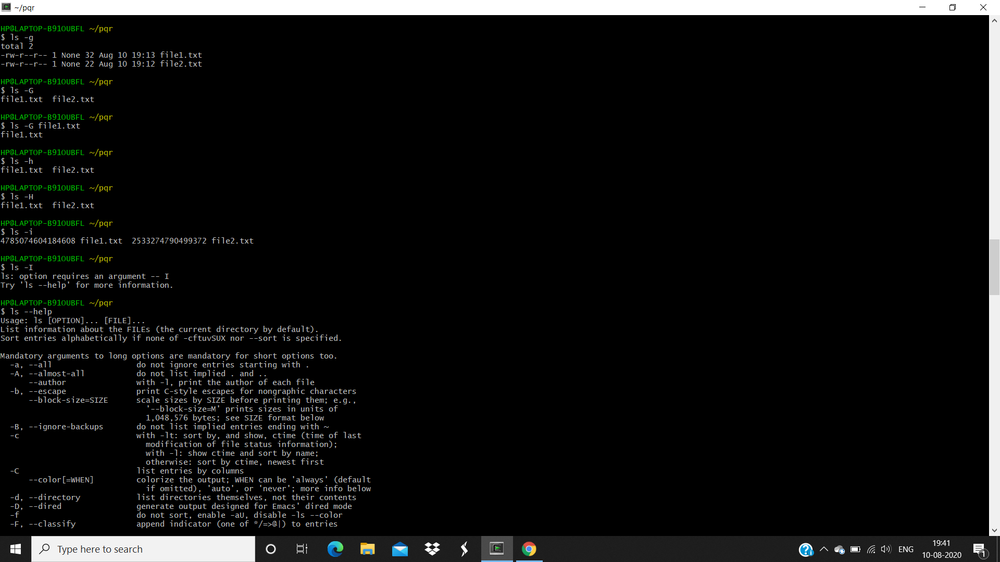 ~/pqr
HP@LAPTOP-B91OUBFL ~/pqr
$ ls -g
total 2
-rw-r--r-- 1 None 32 Aug 10 19:13 file1.txt
-rw-r--r-- 1 None 22 Aug 10 19:12 file2.txt
HP@LAPTOP-B91OUBFL ~/pqr
$ ls -G
file1.txt  file2.txt
HP@LAPTOP-B91OUBFL ~/pqr
$ ls -G file1.txt
file1.txt
HP@LAPTOP-B91OUBFL ~/pqr
$ ls -h
file1.txt  file2.txt
HP@LAPTOP-B91OUBFL ~/pqr
$ ls -H
file1.txt  file2.txt
HP@LAPTOP-B91OUBFL ~/pqr
$ ls -i
4785074604184608 file1.txt  2533274790499372 file2.txt
HP@LAPTOP-B91OUBFL ~/pqr
$ ls -I
ls: option requires an argument -- I
Try 'ls --help' for more information.
HP@LAPTOP-B91OUBFL ~/pqr
$ ls --help
Usage: ls [OPTION]... [FILE]...
List information about the FILEs (the current directory by default).
Sort entries alphabetically if none of -cftuvSUX nor --sort is specified.
Mandatory arguments to long options are mandatory for short options too.
  -a, --all                  do not ignore entries starting with .
  -A, --almost-all           do not list implied . and ..
      --author               with -l, print the author of each file
  -b, --escape               print C-style escapes for nongraphic characters
      --block-size=SIZE      scale sizes by SIZE before printing them; e.g.,
                               '--block-size=M' prints sizes in units of
                               1,048,576 bytes; see SIZE format below
  -B, --ignore-backups       do not list implied entries ending with ~
  -c                         with -lt: sort by, and show, ctime (time of last
                               modification of file status information);
                               with -l: show ctime and sort by name;
                               otherwise: sort by ctime, newest first
  -C                         list entries by columns
      --color[=WHEN]         colorize the output; WHEN can be 'always' (default
                               if omitted), 'auto', or 'never'; more info below
  -d, --directory            list directories themselves, not their contents
  -D, --dired                generate output designed for Emacs' dired mode
  -f                         do not sort, enable -aU, disable -ls --color
  -F, --classify             append indicator (one of */=>@|) to entries
Type here to search
ENG
19:41
10-08-2020
1